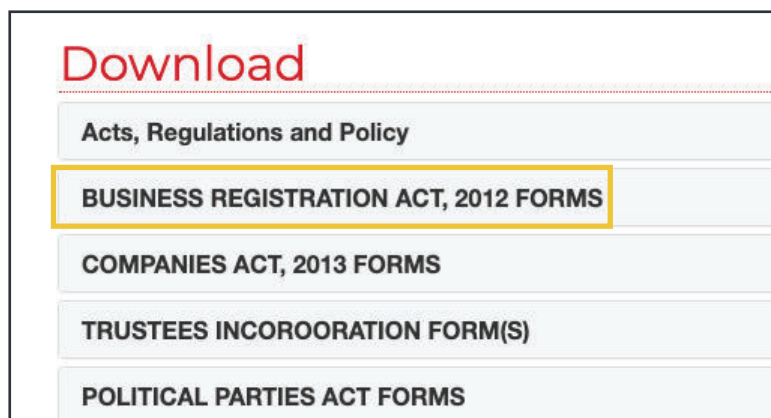 Download
Acts, Regulations and Policy
BUSINESS REGISTRATION ACT, 2012 FORMS
COMPANIES ACT, 2013 FORMS
TRUSTEES INCOROORATION FORM(S)
POLITICAL PARTIES ACT FORMS